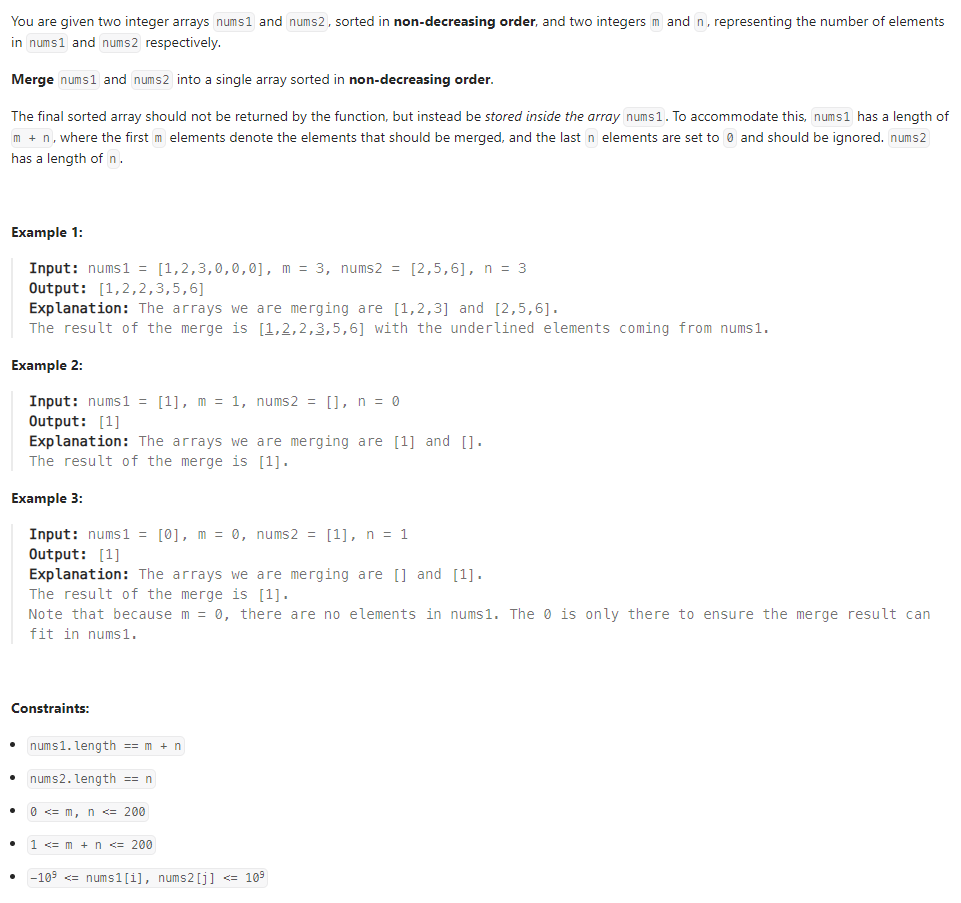 You are given two integer arrays nums1 and nums2, sorted in non-decreasing order, and two integers m and n, representing the number of elements
in nums1 and nums2 respectively.
Merge nums1 and nums2 into a single array sorted in non-decreasing order.
The final sorted array should not be returned by the function, but instead be stored inside the array nums1. To accommodate this, nums1 has a length of
m + n, where the first m elements denote the elements that should be merged, and the last n elements are set to 0 and should be ignored. nums2
has a length of n.
Example 1:
Input: nums1 = [1,2,3,0,0,0], m = 3, nums2 = [2,5,6], n = 3
Output: [1,2,2,3,5,6]
Explanation: The arrays we are merging are [1,2,3] and [2,5,6].
The result of the merge is [1,2,2,3,5,6] with the underlined elements coming from nums1.
Example 2:
Input: nums1 = [1], m = 1, nums2 = [], n = 0
Output: [1]
Explanation: The arrays we are merging are [1] and [].
The result of the merge is [1].
Example 3:
Input: nums1 = [0], m = 0, nums2 = [1], n = 1
Output: [1]
Explanation: The arrays we are merging are [] and [1].
The result of the merge is [1].
Note that because m = 0, there are no elements in nums1. The 0 is only there to ensure the merge result can
fit in nums1.
Constraints:
• nums1.length == m + n
• nums2.length == n
• 0 <= m, n <= 200
• 1 <= m + n <= 200
• -10⁹ <= nums1[i], nums2[j] <= 10⁹